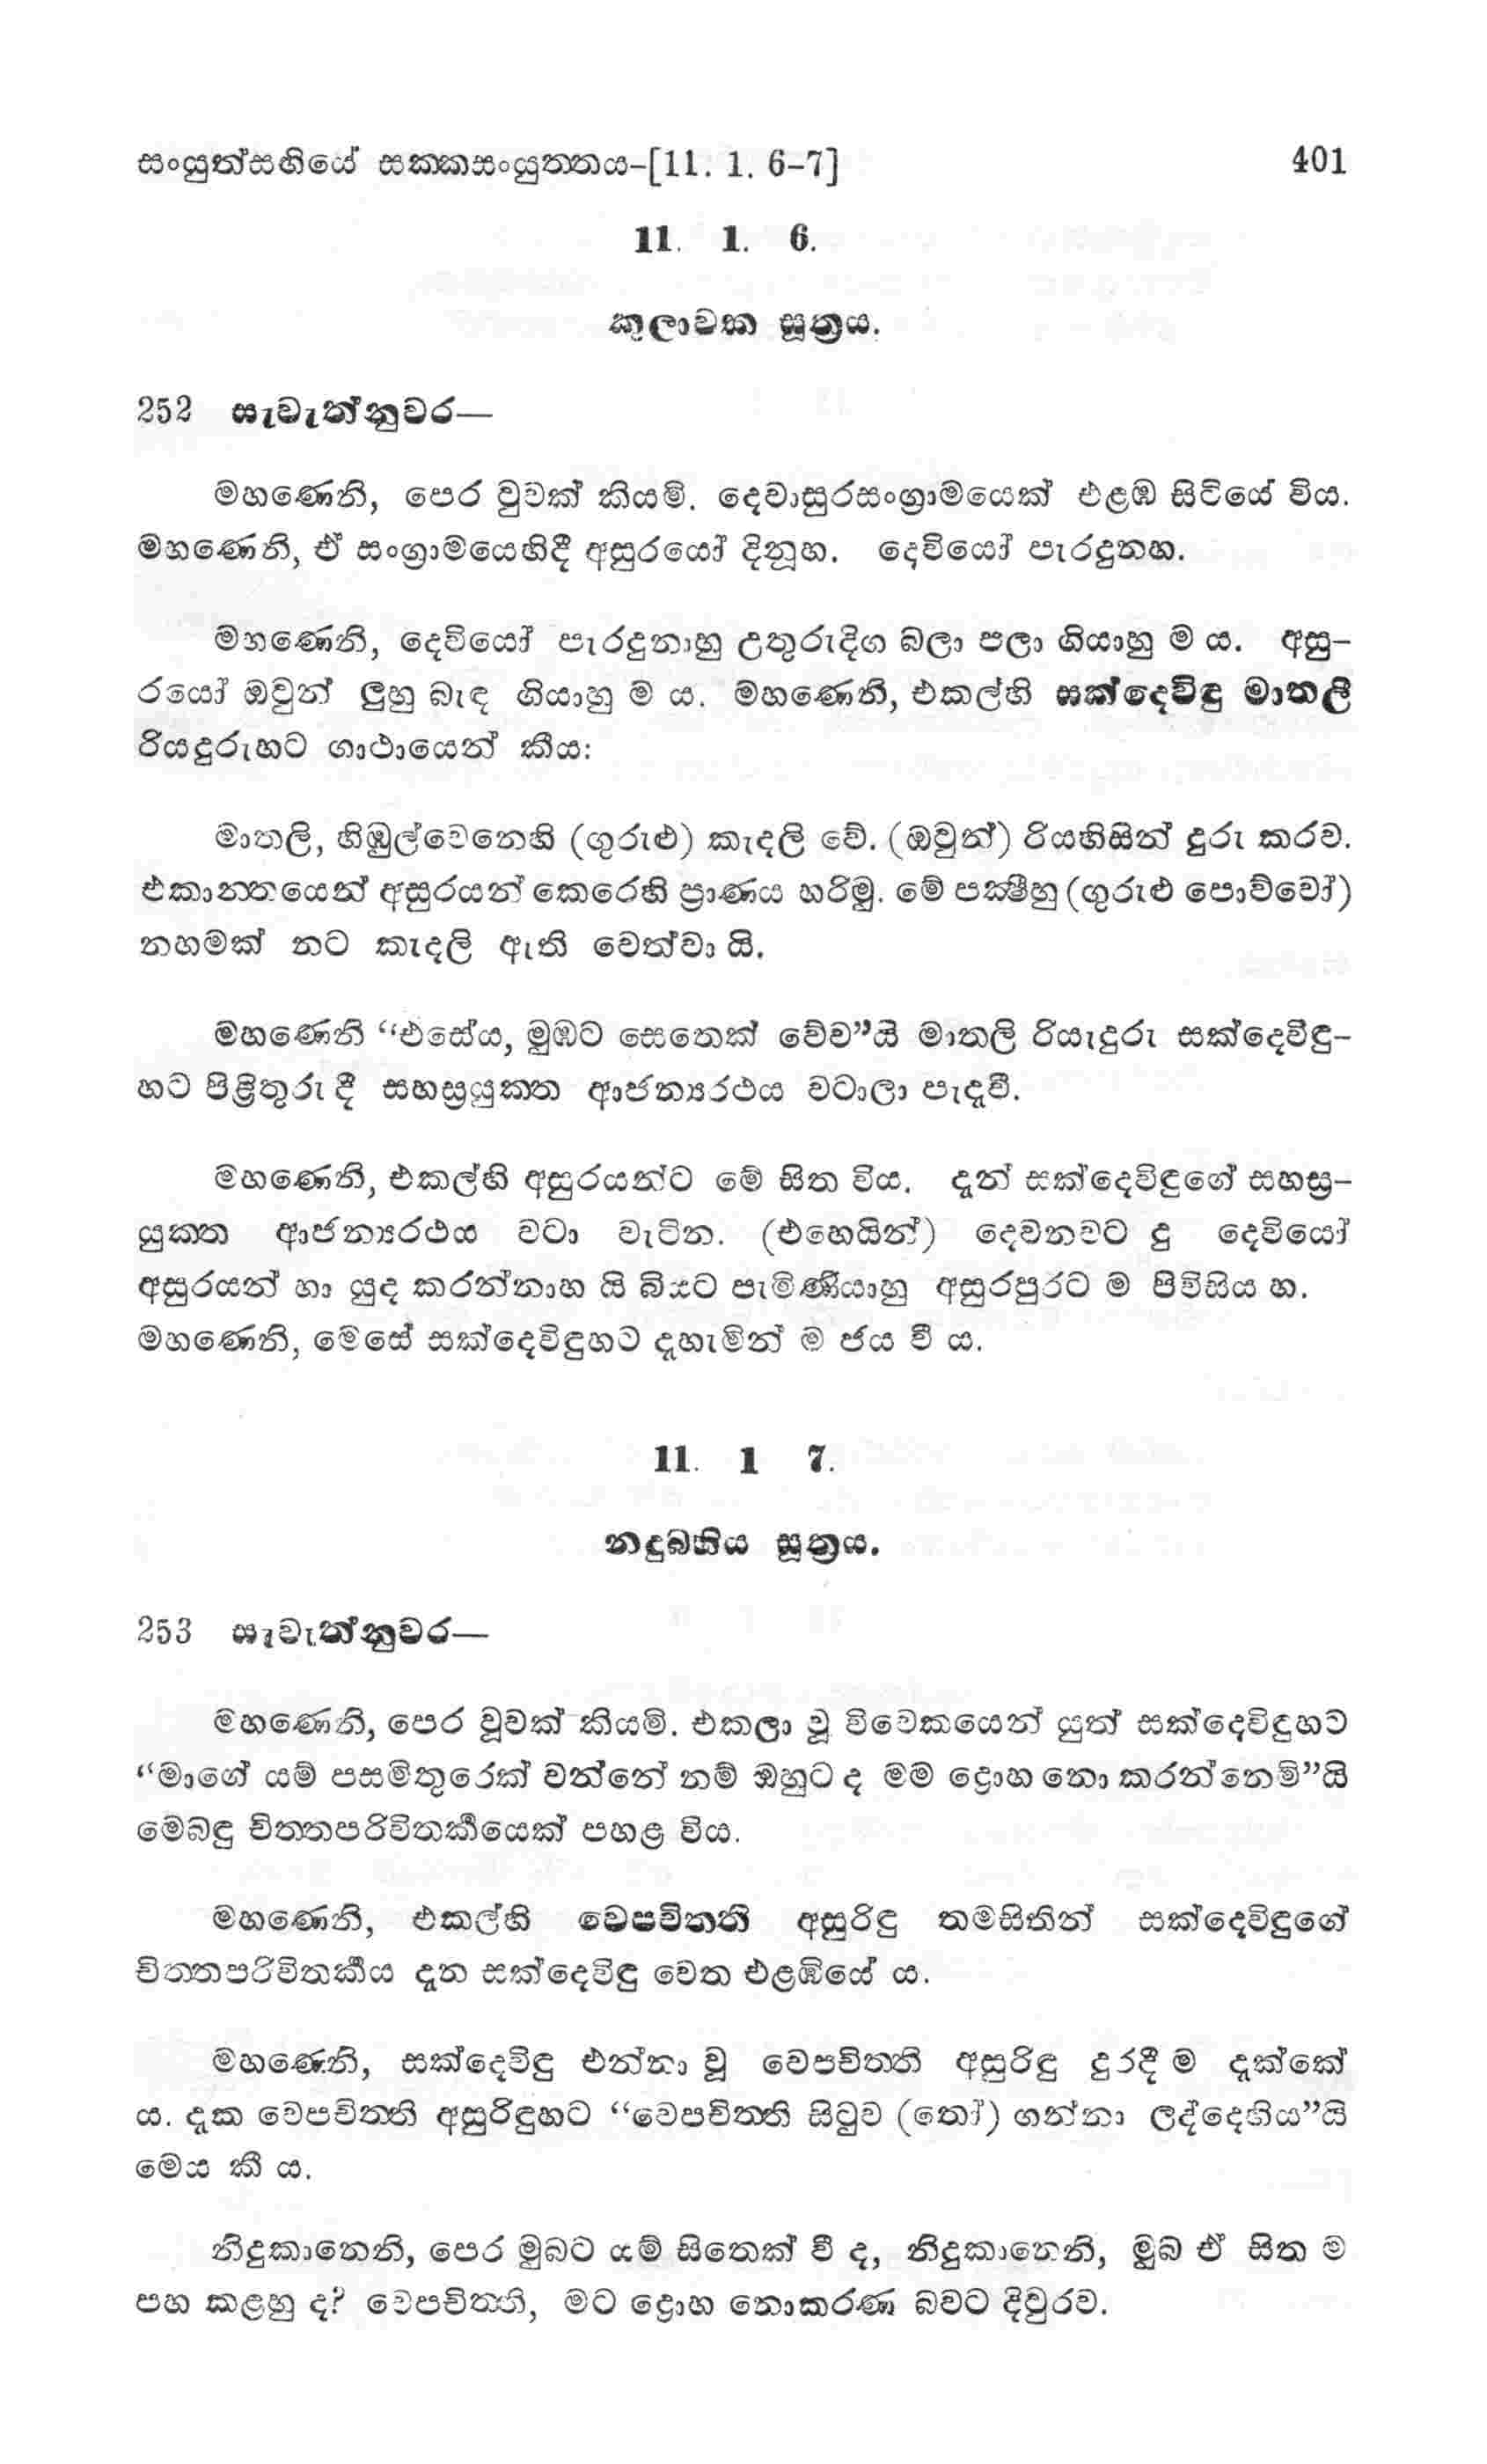 සංයුත්සඟියේ සක්කසංයුත්තය-[11. 1. 6-7] 401
11. 1. 6.
කුලාවක සූත්‍රය.
252 සැවැත්නුවර—
මහණෙනි, පෙර වූවක් කියමි. දෙවාසුරසංග්‍රාමයෙක් එළඹ සිටියේ විය.
මහණෙනි, ඒ සංග්‍රාමයෙහිදී අසුරයෝ දිනූහ. දෙවියෝ පැරදුනහ.
මහණෙනි, දෙවියෝ පැරදුනාහු උතුරුදිග බලා පලා ගියාහු ම ය. අසු-
රයෝ ඔවුන් ලුහු බැඳ ගියාහු ම ය. මහණෙනි, එකල්හි සක්දෙවිඳු මාතලී
රියදුරුහට ගාථායෙන් කීය:
මාතලි, හිඹුල්වෙනෙහි (ගුරුළු) කැදලි වේ. (ඔවුන්) රියහිසින් දුරු කරව.
එකාන්තයෙන් අසුරයන් කෙරෙහි ප්‍රාණය හරිමු. මේ පක්ෂීහු (ගුරුළු පොව්වෝ)
නහමක් නට කැදලි ඇති වෙත්වා යි.
මහණෙනි “එසේය, මුඹට සෙතෙක් වේව”යි මාතලි රියැදුරු සක්දෙවිඳු-
හට පිළිතුරු දී සහස්‍රයුක්ත ආජන්‍යරථය වටාලා පැදැවී.
මහණෙනි, එකල්හි අසුරයන්ට මේ සිත විය. දැන් සක්දෙවිඳුගේ සහස්‍ර-
යුක්ත ආජන්‍යරථය වටා වැටින. (එහෙයින්) දෙවනවට දු දෙවියෝ
අසුරයන් හා යුද කරන්නාහ යි බියට පැමිණියාහු අසුරපුරට ම පිවිසිය හ.
මහණෙනි, මෙසේ සක්දෙවිඳුහට දැහැමින් ම ජය වී ය.
11. 1 7.
නදුබ්භිය සූත්‍රය.
253 සැවැත්නුවර—
මහණෙනි, පෙර වූවක් කියමි. එකලා වූ විවෙකයෙන් යුත් සක්දෙවිඳුහට
“මාගේ යම් පසමිතුරෙක් වන්නේ නම් ඔහුට ද මම ද්‍රොහ නො කරන්නෙමි”යි
මෙබඳු චිත්තපරිවිතර්කයෙක් පහළ විය.
මහණෙනි, එකල්හි වෙපචිත්ති අසුරිඳු තමසිතින් සක්දෙවිඳුගේ
චිත්තපරිවිතර්කය දැන සක්දෙවිඳු වෙත එළඹියේ ය.
මහණෙනි, සක්දෙවිඳු එන්නා වූ වෙපචිත්ති අසුරිඳු දුරදී ම දැක්කේ
ය. දැක වෙපචිත්ති අසුරිඳුහට “වෙපචිත්ති සිටුව (තෝ) ගන්නා ලද්දෙහිය”යි
මෙය කී ය.
නිදුකානෙනි, පෙර මුබට යම් සිතෙක් වී ද, නිදුකානෙනි, මුබ ඒ සිත ම
පහ කළහු ද? වෙපචිත්ති, මට ද්‍රොහ නොකරණ බවට දිවුරව.